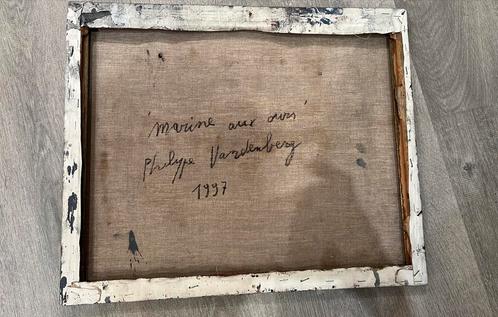 'marine aux ours'
Philippe Vandenberg
1997